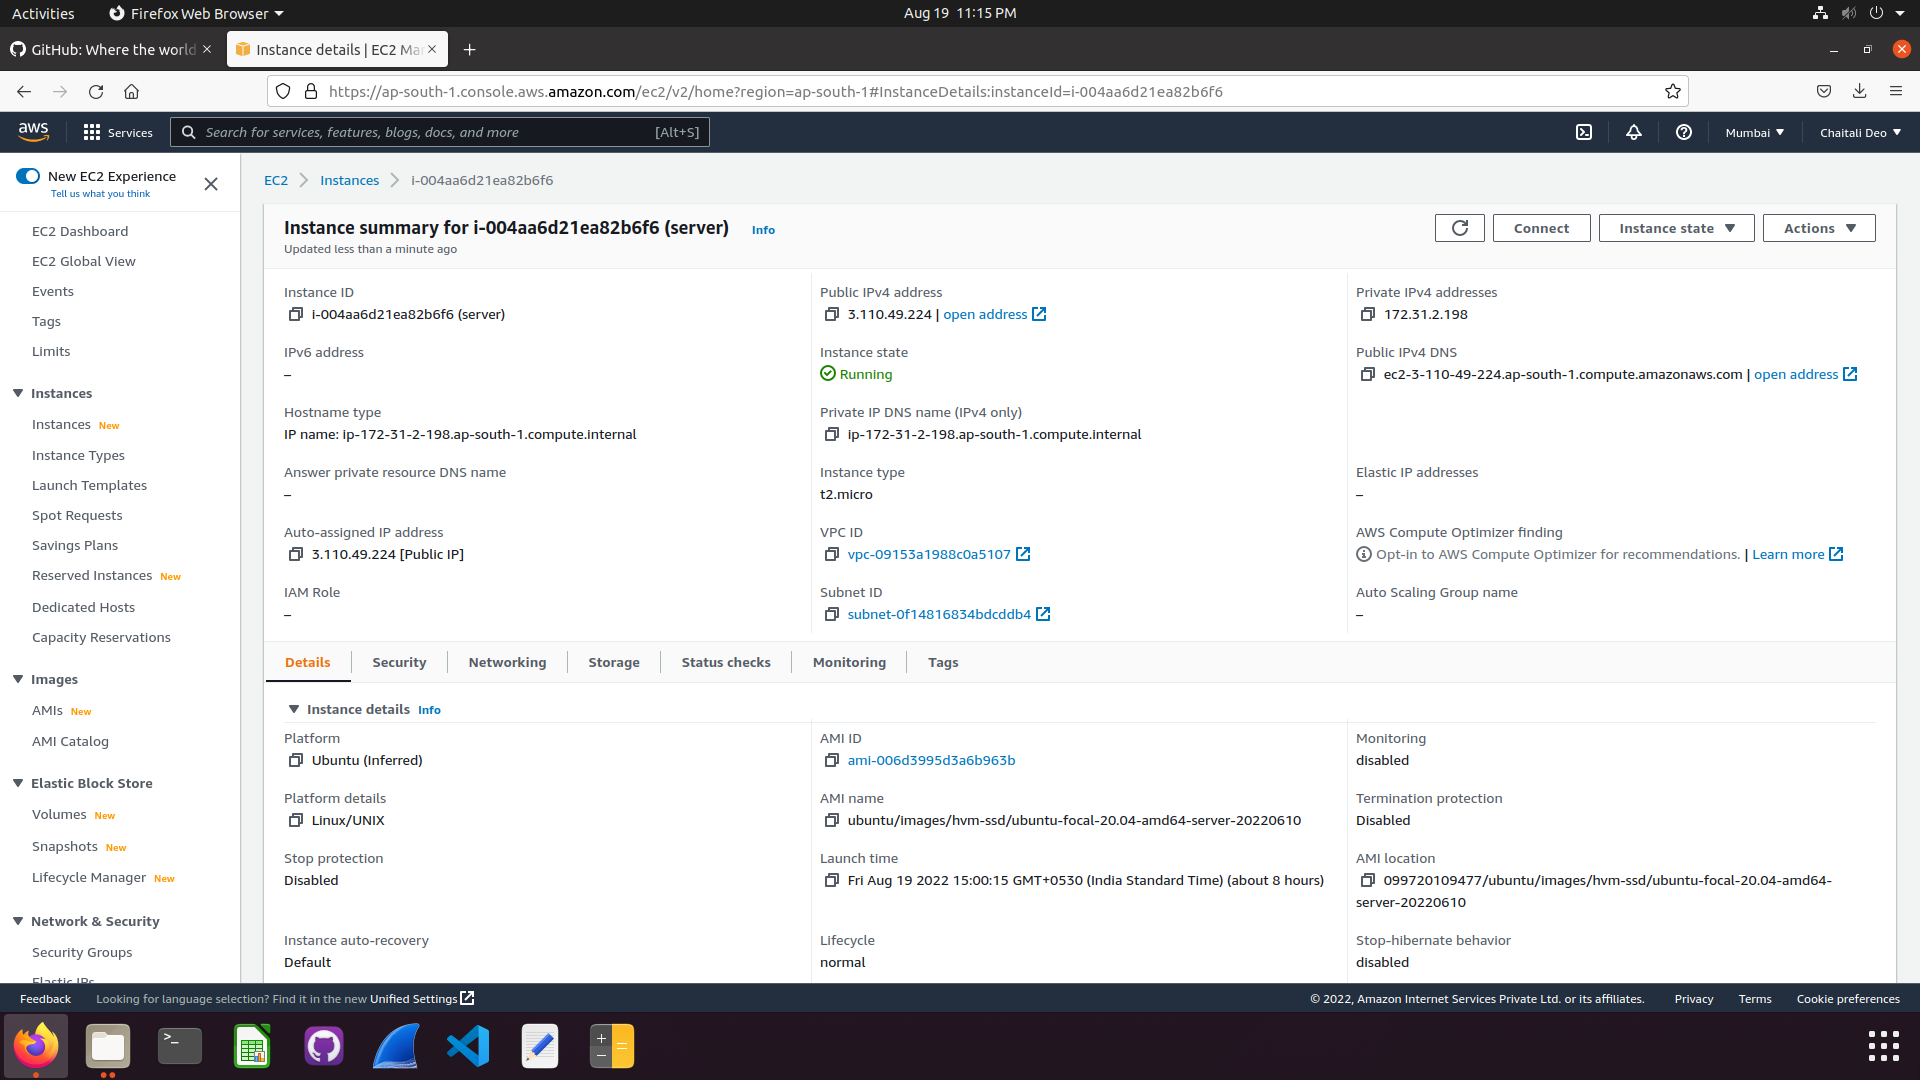 Activities
Firefox Web Browser
Aug 19 11:15 PM
GitHub: Where the world
Instance details | EC2 Ma
https://ap-south-1.console.aws.amazon.com/ec2/v2/home?region=ap-south-1#InstanceDetails:instanceId=i-004aa6d21ea82b6f6
aws
Services
Search for services, features, blogs, docs, and more
[Alt+S]
Mumbai
Chaitali Deo
New EC2 Experience
Tell us what you think
EC2 Dashboard
EC2 Global View
Events
Tags
Limits
Instances
Instances New
Instance Types
Launch Templates
Spot Requests
Savings Plans
Reserved Instances New
Dedicated Hosts
Capacity Reservations
Images
AMIs New
AMI Catalog
Elastic Block Store
Volumes New
Snapshots New
Lifecycle Manager New
Network & Security
Security Groups
Elastic IPs
EC2
Instances
i-004aa6d21ea82b6f6
Instance summary for i-004aa6d21ea82b6f6 (server)
Info
Updated less than a minute ago
Connect
Instance state
Actions
Instance ID
i-004aa6d21ea82b6f6 (server)
Public IPv4 address
3.110.49.224 | open address
Private IPv4 addresses
172.31.2.198
IPv6 address
–
Instance state
Running
Public IPv4 DNS
ec2-3-110-49-224.ap-south-1.compute.amazonaws.com | open address
Hostname type
IP name: ip-172-31-2-198.ap-south-1.compute.internal
Private IP DNS name (IPv4 only)
ip-172-31-2-198.ap-south-1.compute.internal
Answer private resource DNS name
–
Instance type
t2.micro
Elastic IP addresses
–
Auto-assigned IP address
3.110.49.224 [Public IP]
VPC ID
vpc-09153a1988c0a5107
AWS Compute Optimizer finding
Opt-in to AWS Compute Optimizer for recommendations. | Learn more
IAM Role
–
Subnet ID
subnet-0f14816834bdcddb4
Auto Scaling Group name
–
Details
Security
Networking
Storage
Status checks
Monitoring
Tags
Instance details Info
Platform
Ubuntu (Inferred)
AMI ID
ami-006d3995d3a6b963b
Monitoring
disabled
Platform details
Linux/UNIX
AMI name
ubuntu/images/hvm-ssd/ubuntu-focal-20.04-amd64-server-20220610
Termination protection
Disabled
Stop protection
Disabled
Launch time
Fri Aug 19 2022 15:00:15 GMT+0530 (India Standard Time) (about 8 hours)
AMI location
099720109477/ubuntu/images/hvm-ssd/ubuntu-focal-20.04-amd64-
server-20220610
Instance auto-recovery
Default
Lifecycle
normal
Stop-hibernate behavior
disabled
Feedback
Looking for language selection? Find it in the new Unified Settings
© 2022, Amazon Internet Services Private Ltd. or its affiliates.
Privacy
Terms
Cookie preferences